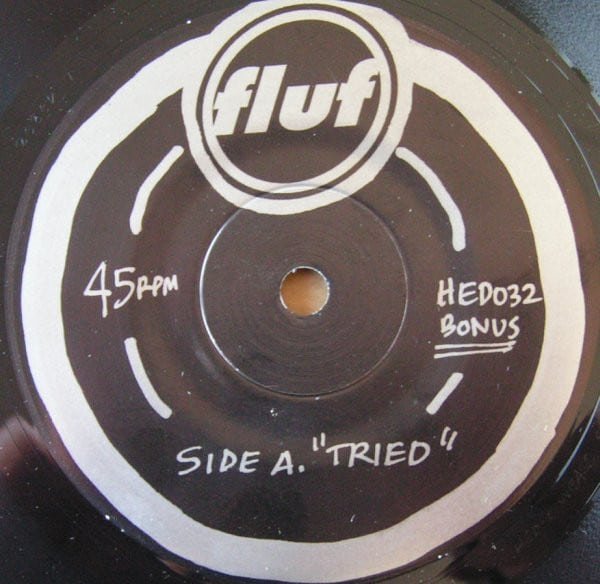 fluf
45RPM
HED032
BONUS
SIDE A. "TRIED"